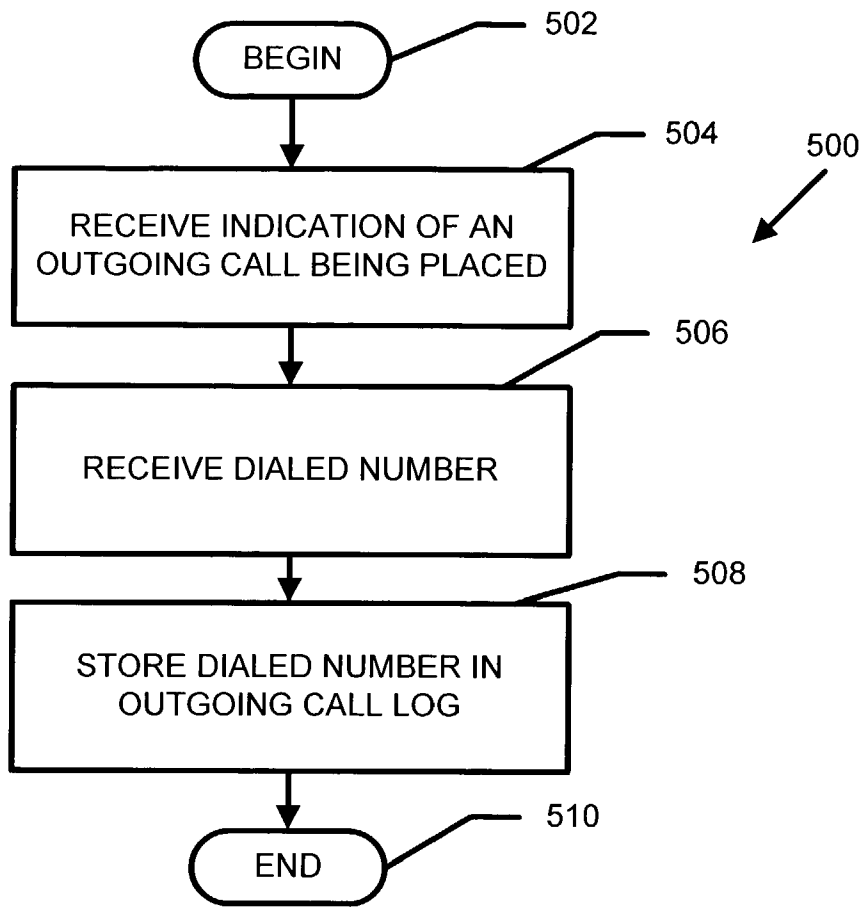 502
BEGIN
504
500
RECEIVE INDICATION OF AN
OUTGOING CALL BEING PLACED
506
RECEIVE DIALED NUMBER
508
STORE DIALED NUMBER IN
OUTGOING CALL LOG
510
END